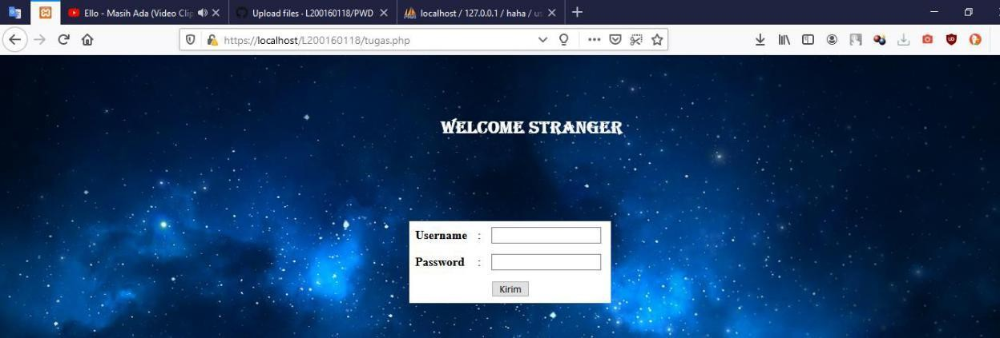 Ello - Masih Ada (Video Clip
Upload files · L200160118/PWD
localhost / 127.0.0.1 / haha / us
https://localhost/L200160118/tugas.php
WELCOME STRANGER
Username :
Password :
Kirim